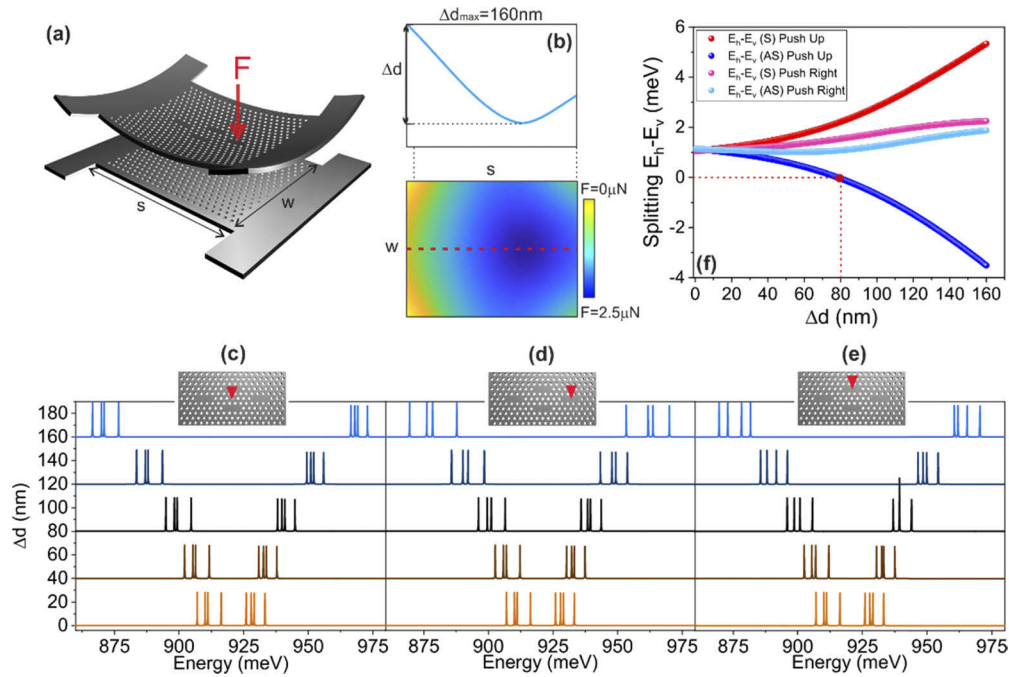 (a)
F
s
w
Δdmax=160nm
(b)
Δd
s
w
F=0μN
F=2.5μN
Eh-Ev (S) Push Up
Eh-Ev (AS) Push Up
Eh-Ev (S) Push Right
Eh-Ev (AS) Push Right
Splitting Eh-Ev (meV)
6
4
2
0
-2
-4
(f)
0 20 40 60 80 100 120 140 160
Δd (nm)
(c) (d) (e)
Δd (nm)
180
160
140
120
100
80
60
40
20
0
875 900 925 950 975 875 900 925 950 975 875 900 925 950 975
Energy (meV) Energy (meV) Energy (meV)